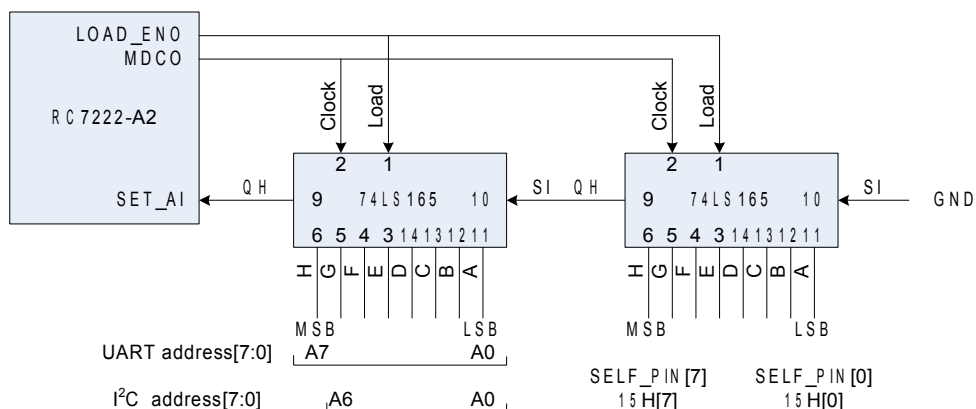 LOAD_ENO
MDCO
RC7222-A2
SET_AI
Clock
Load
Clock
Load
2 1
2 1
QH
9 74LS165 10
SI QH
9 74LS165 10
SI
GND
6 5 4 3 14 13 12 11
6 5 4 3 14 13 12 11
H G F E D C B A
H G F E D C B A
MSB LSB
MSB LSB
UART address[7:0] A7 A0
SELF_PIN[7] SELF_PIN[0]
I²C address[7:0] A6 A0
15H[7] 15H[0]